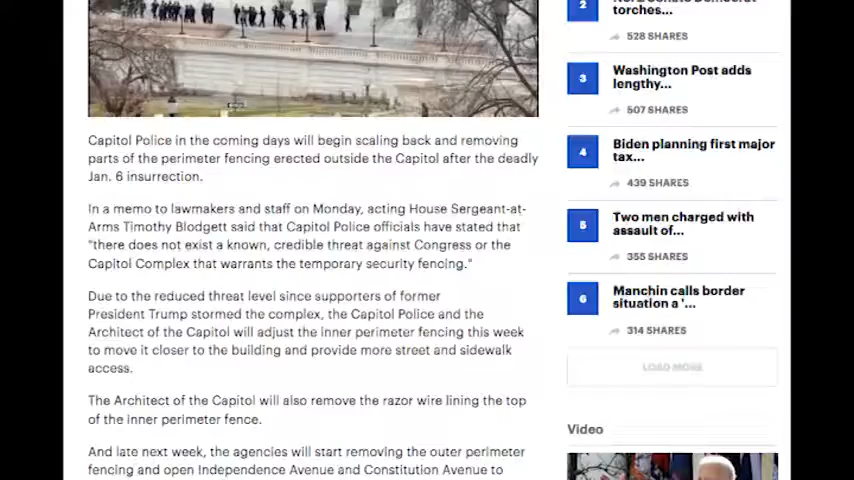 Capitol Police in the coming days will begin scaling back and removing
parts of the perimeter fencing erected outside the Capitol after the deadly
Jan. 6 insurrection.
In a memo to lawmakers and staff on Monday, acting House Sergeant-at-
Arms Timothy Blodgett said that Capitol Police officials have stated that
"there does not exist a known, credible threat against Congress or the
Capitol Complex that warrants the temporary security fencing."
Due to the reduced threat level since supporters of former
President Trump stormed the complex, the Capitol Police and the
Architect of the Capitol will adjust the inner perimeter fencing this week
to move it closer to the building and provide more street and sidewalk
access.
The Architect of the Capitol will also remove the razor wire lining the top
of the inner perimeter fence.
And late next week, the agencies will start removing the outer perimeter
fencing and open Independence Avenue and Constitution Avenue to
2
torches...
528 SHARES
3
Washington Post adds
lengthy...
507 SHARES
4
Biden planning first major
tax...
439 SHARES
5
Two men charged with
assault of...
355 SHARES
6
Manchin calls border
situation a '...
314 SHARES
LOAD MORE
Video